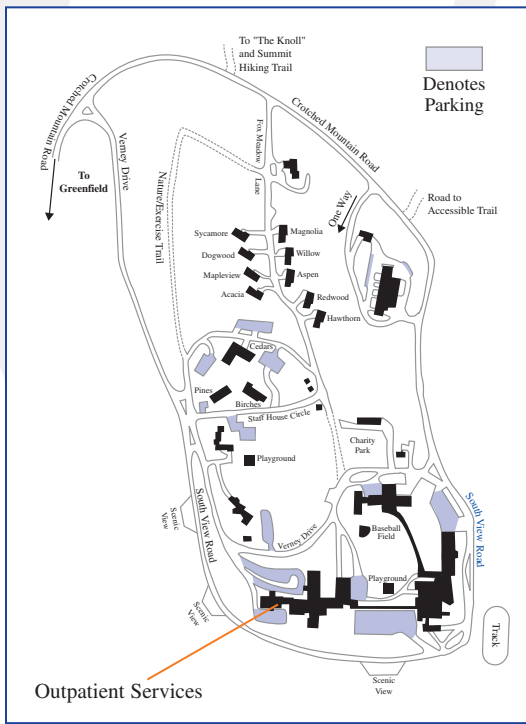 To "The Knoll"
and Summit
Hiking Trail
Denotes
Parking
Crotched Mountain Road
Crotched Mountain Road
Verney Drive
To
Greenfield
Nature/Exercise Trail
Fox Meadow
Lane
One Way
Road to
Accessible Trail
Sycamore
Magnolia
Dogwood
Willow
Mapleview
Aspen
Acacia
Redwood
Hawthorn
Cedars
Pines
Birches
Staff House Circle
Charity
Park
Playground
Scenic
View
South View Road
Verney Drive
Baseball
Field
South View Road
Playground
Scenic
View
Track
Scenic
View
Outpatient Services